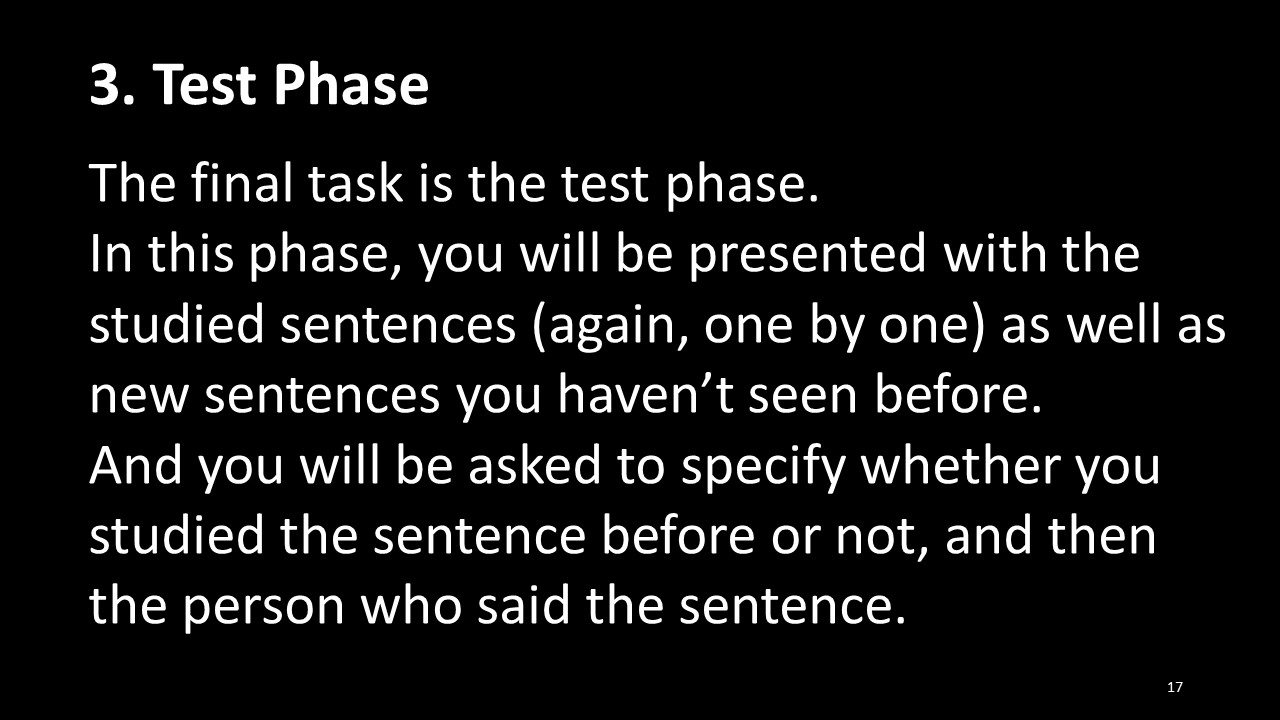 3. Test Phase
The final task is the test phase.
In this phase, you will be presented with the
studied sentences (again, one by one) as well as
new sentences you haven’t seen before.
And you will be asked to specify whether you
studied the sentence before or not, and then
the person who said the sentence.
17